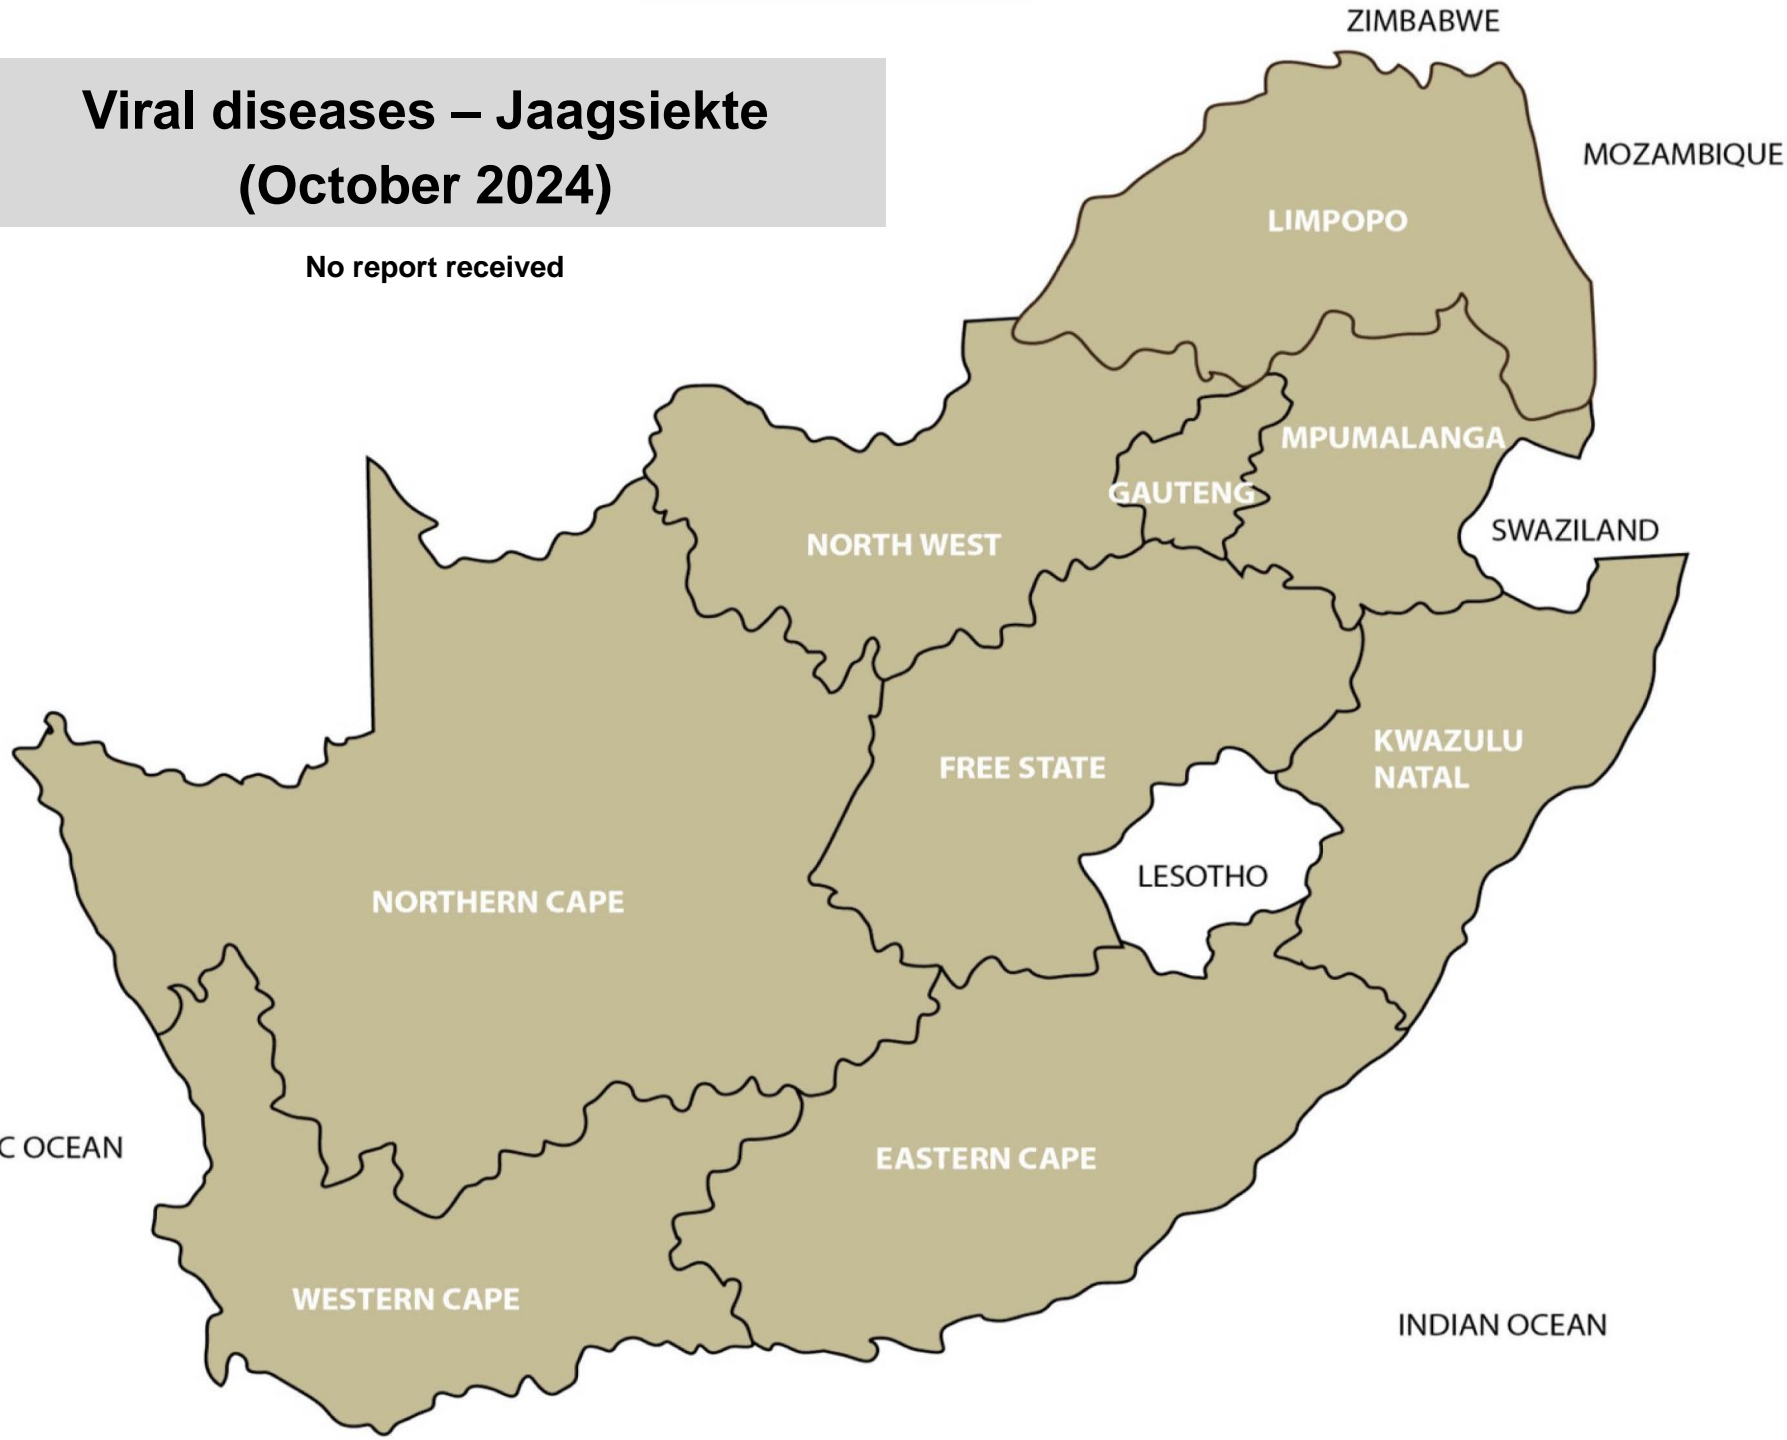 ZIMBABWE
Viral diseases – Jaagsiekte
(October 2024)
MOZAMBIQUE
LIMPOPO
No report received
MPUMALANGA
GAUTENG
SWAZILAND
NORTH WEST
KWAZULU
NATAL
FREE STATE
LESOTHO
NORTHERN CAPE
C OCEAN
EASTERN CAPE
WESTERN CAPE
INDIAN OCEAN